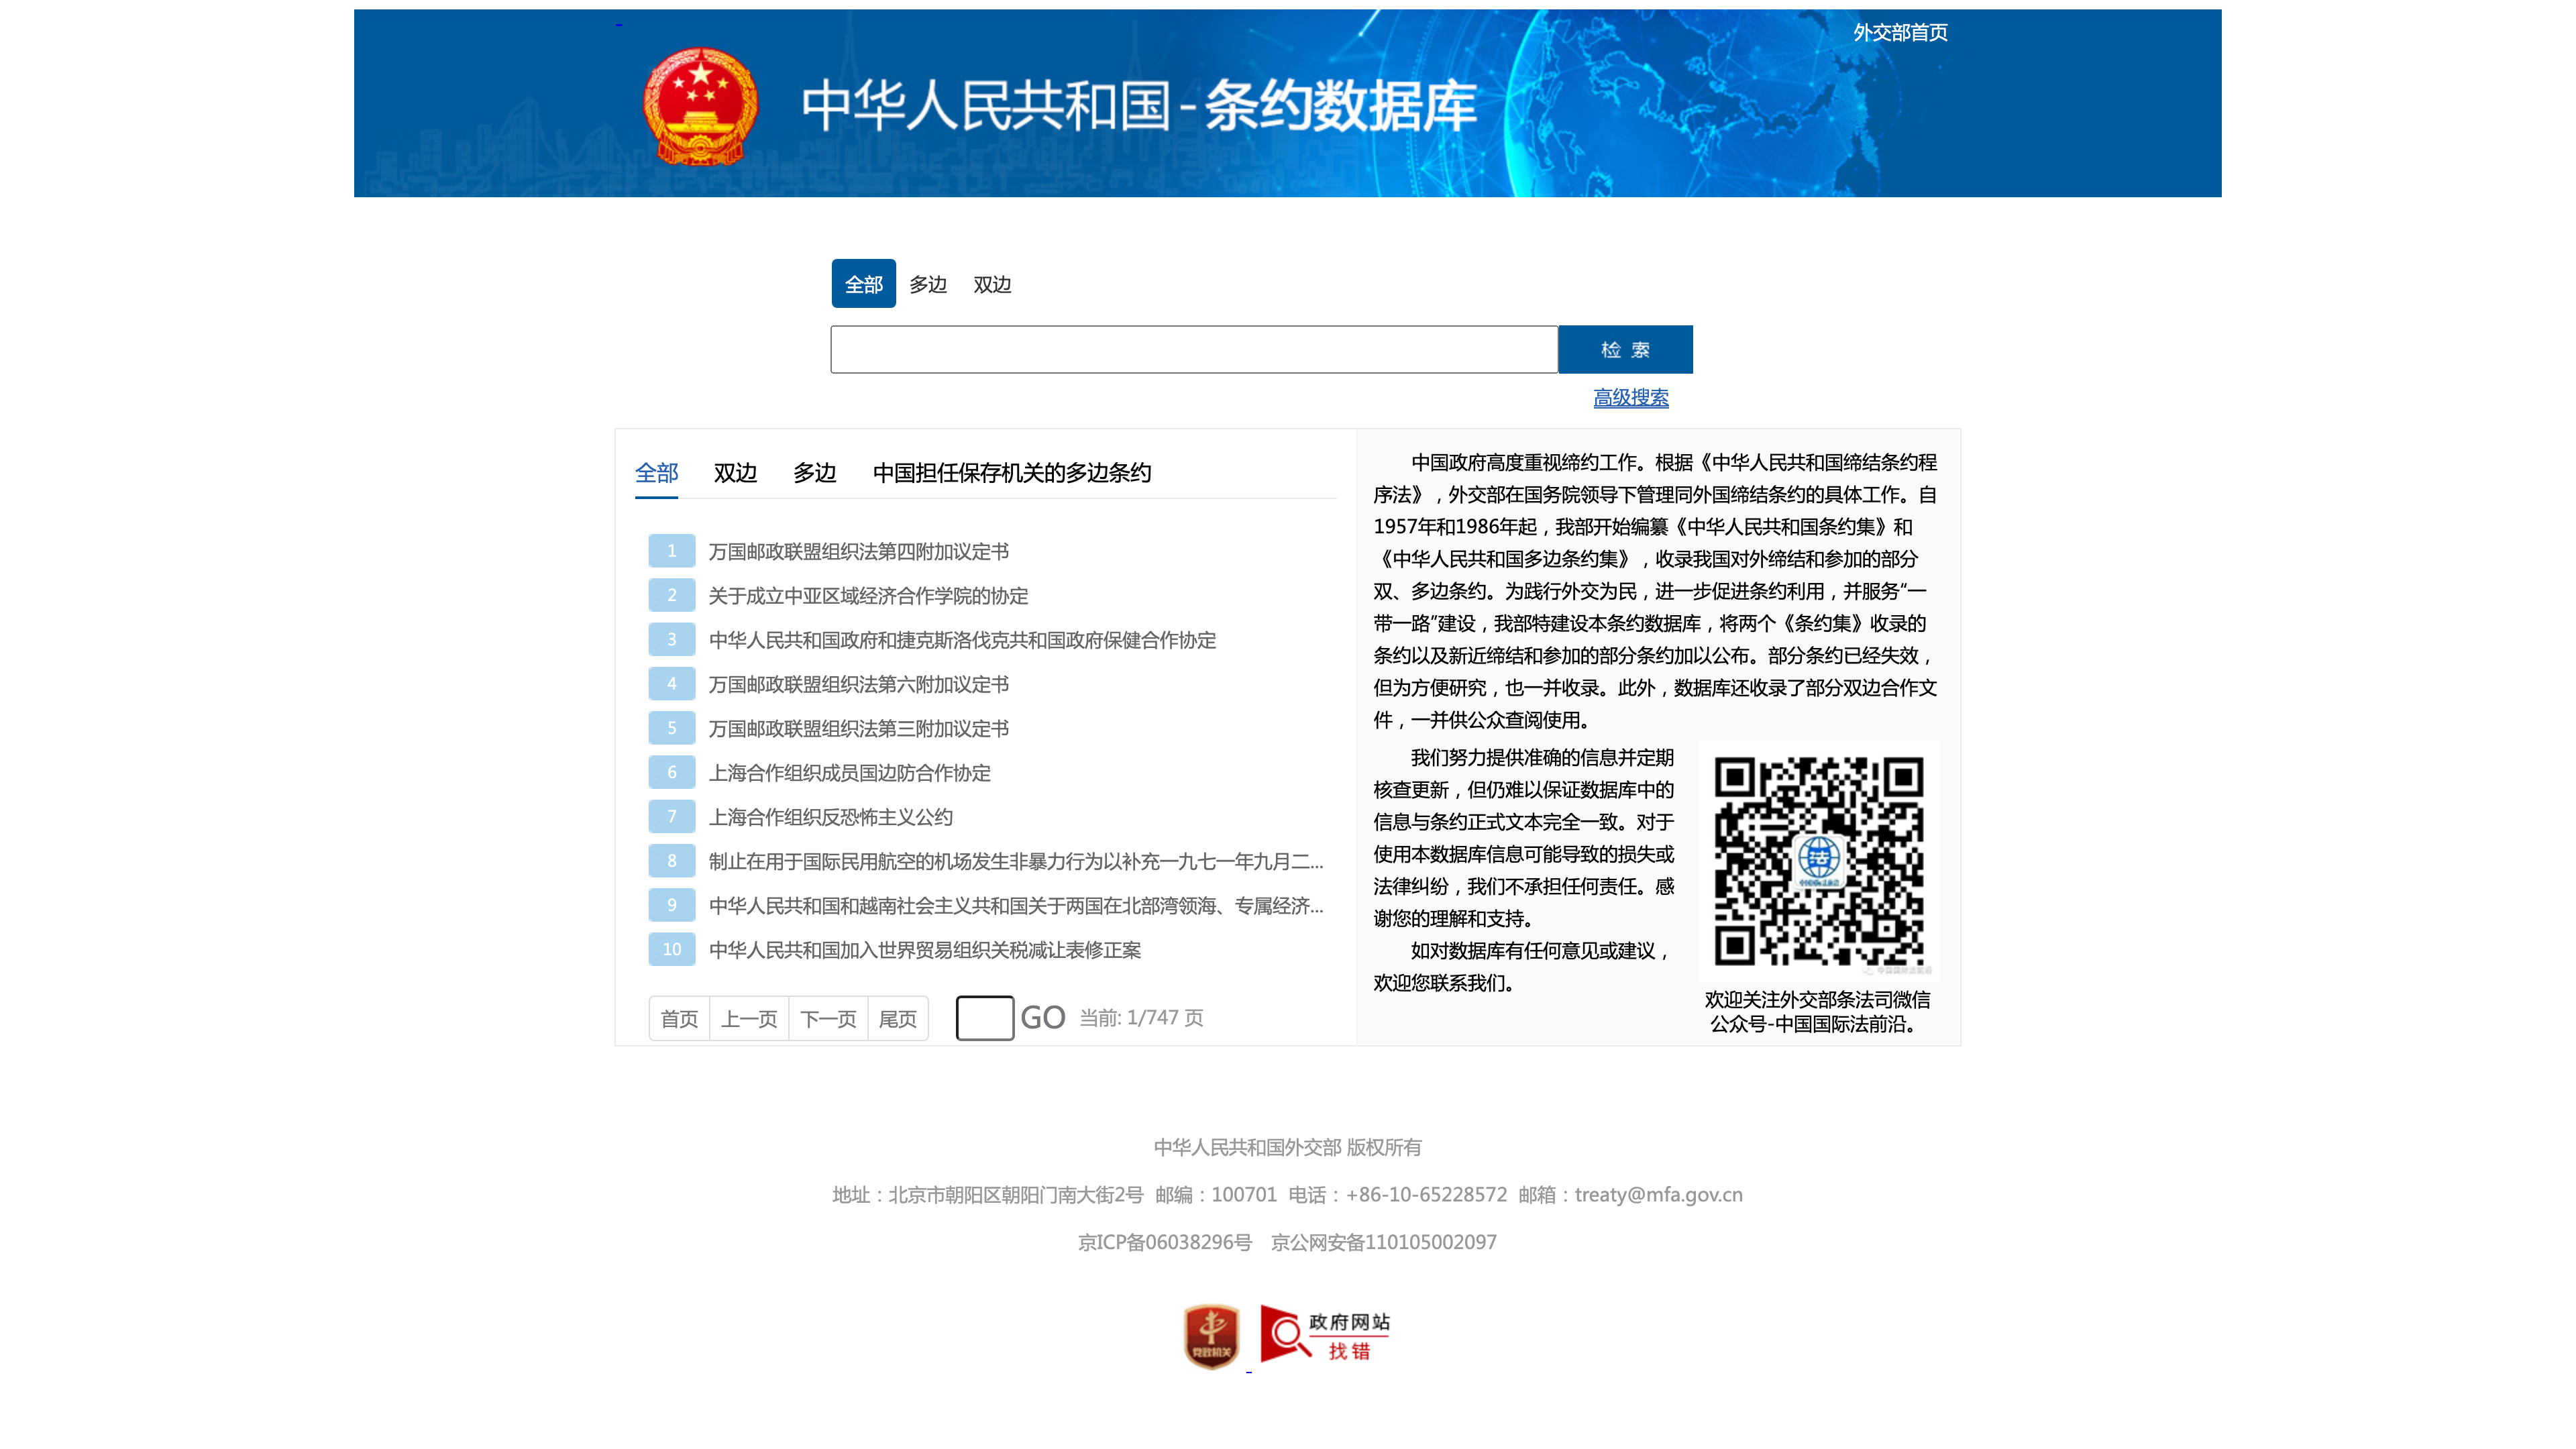 外交部首页
中华人民共和国-条约数据库
全部 多边 双边
检 索
高级搜索
全部 双边 多边 中国担任保存机关的多边条约
1 万国邮政联盟组织法第四附加议定书
2 关于成立中亚区域经济合作学院的协定
3 中华人民共和国政府和捷克斯洛伐克共和国政府保健合作协定
4 万国邮政联盟组织法第六附加议定书
5 万国邮政联盟组织法第三附加议定书
6 上海合作组织成员国边防合作协定
7 上海合作组织反恐怖主义公约
8 制止在用于国际民用航空的机场发生非暴力行为以补充一九七一年九月二...
9 中华人民共和国和越南社会主义共和国关于两国在北部湾领海、专属经济...
10 中华人民共和国加入世界贸易组织关税减让表修正案
首页 上一页 下一页 尾页 GO 当前: 1/747 页
中国政府高度重视缔约工作。根据《中华人民共和国缔结条约程
序法》，外交部在国务院领导下管理同外国缔结条约的具体工作。自
1957年和1986年起，我部开始编纂《中华人民共和国条约集》和
《中华人民共和国多边条约集》，收录我国对外缔结和参加的部分
双、多边条约。为践行外交为民，进一步促进条约利用，并服务“一
带一路”建设，我部特建设本条约数据库，将两个《条约集》收录的
条约以及新近缔结和参加的部分条约加以公布。部分条约已经失效，
但为方便研究，也一并收录。此外，数据库还收录了部分双边合作文
件，一并供公众查阅使用。
我们努力提供准确的信息并定期
核查更新，但仍难以保证数据库中的
信息与条约正式文本完全一致。对于
使用本数据库信息可能导致的损失或
法律纠纷，我们不承担任何责任。感
谢您的理解和支持。
如对数据库有任何意见或建议，
欢迎您联系我们。
欢迎关注外交部条法司微信
公众号-中国国际法前沿。
中华人民共和国外交部 版权所有
地址：北京市朝阳区朝阳门南大街2号 邮编：100701 电话：+86-10-65228572 邮箱：treaty@mfa.gov.cn
京ICP备06038296号 京公网安备110105002097
党政机关
政府网站
找错